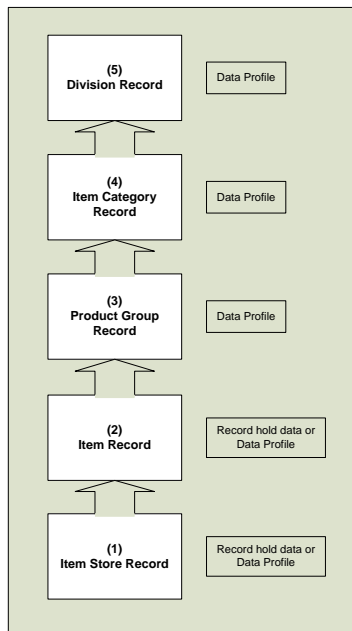 (5)
Division Record
Data Profile
(4)
Item Category
Record
Data Profile
(3)
Product Group
Record
Data Profile
(2)
Item Record
Record hold data or
Data Profile
(1)
Item Store Record
Record hold data or
Data Profile